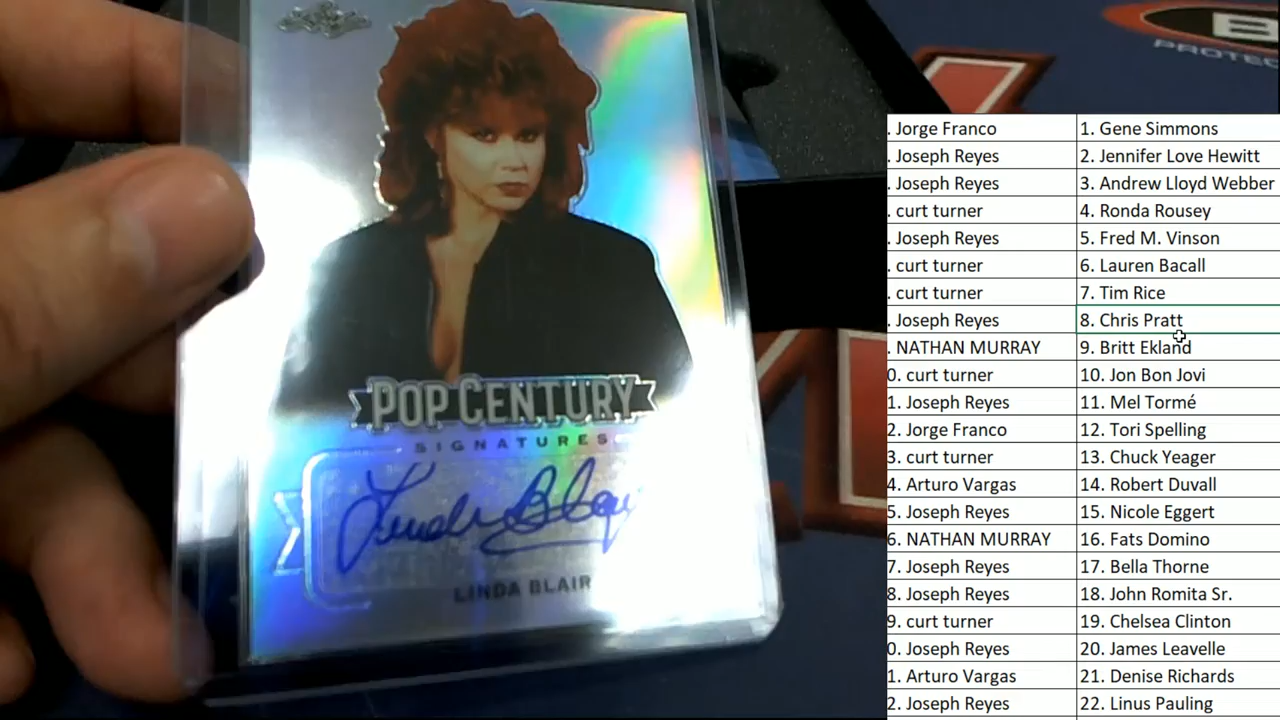 Leaf
POP CENTURY
SIGNATURES
Linda Blair
LINDA BLAIR
B
PROTEC
. Jorge Franco 1. Gene Simmons
. Joseph Reyes 2. Jennifer Love Hewitt
. Joseph Reyes 3. Andrew Lloyd Webber
. curt turner 4. Ronda Rousey
. Joseph Reyes 5. Fred M. Vinson
. curt turner 6. Lauren Bacall
. curt turner 7. Tim Rice
. Joseph Reyes 8. Chris Pratt
. NATHAN MURRAY 9. Britt Ekland
0. curt turner 10. Jon Bon Jovi
1. Joseph Reyes 11. Mel Tormé
2. Jorge Franco 12. Tori Spelling
3. curt turner 13. Chuck Yeager
4. Arturo Vargas 14. Robert Duvall
5. Joseph Reyes 15. Nicole Eggert
6. NATHAN MURRAY 16. Fats Domino
7. Joseph Reyes 17. Bella Thorne
8. Joseph Reyes 18. John Romita Sr.
9. curt turner 19. Chelsea Clinton
0. Joseph Reyes 20. James Leavelle
1. Arturo Vargas 21. Denise Richards
2. Joseph Reyes 22. Linus Pauling